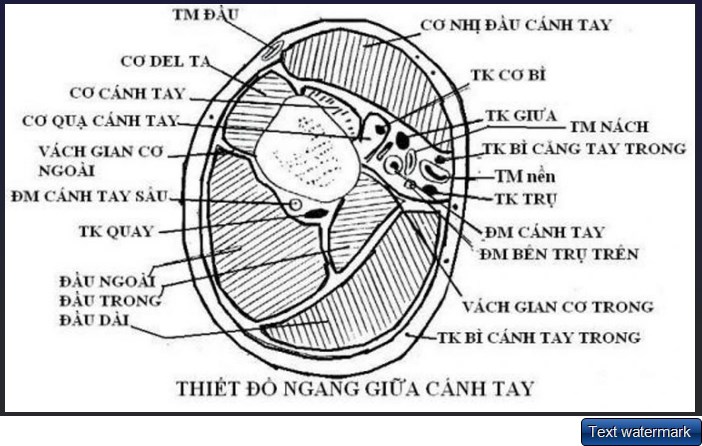 TM ĐẦU
CƠ NHỊ ĐẦU CÁNH TAY
CƠ DEL TA
TK CƠ BÌ
CƠ CÁNH TAY
TK GIƯA
CƠ QUẠ CÁNH TAY
TM NÁCH
VÁCH GIAN CƠ
NGOÀI
TK BÌ CĂNG TAY TRONG
TM nền
ĐM CÁNH TAY SÂU
TK TRỤ
TK QUAY
ĐM CÁNH TAY
ĐM BÊN TRỤ TRÊN
ĐẦU NGOÀI
ĐẦU TRONG
ĐẦU DÀI
VÁCH GIAN CƠ TRONG
TK BÌ CÁNH TAY TRONG
THIẾT ĐỒ NGANG GIỮA CÁNH TAY
Text watermark